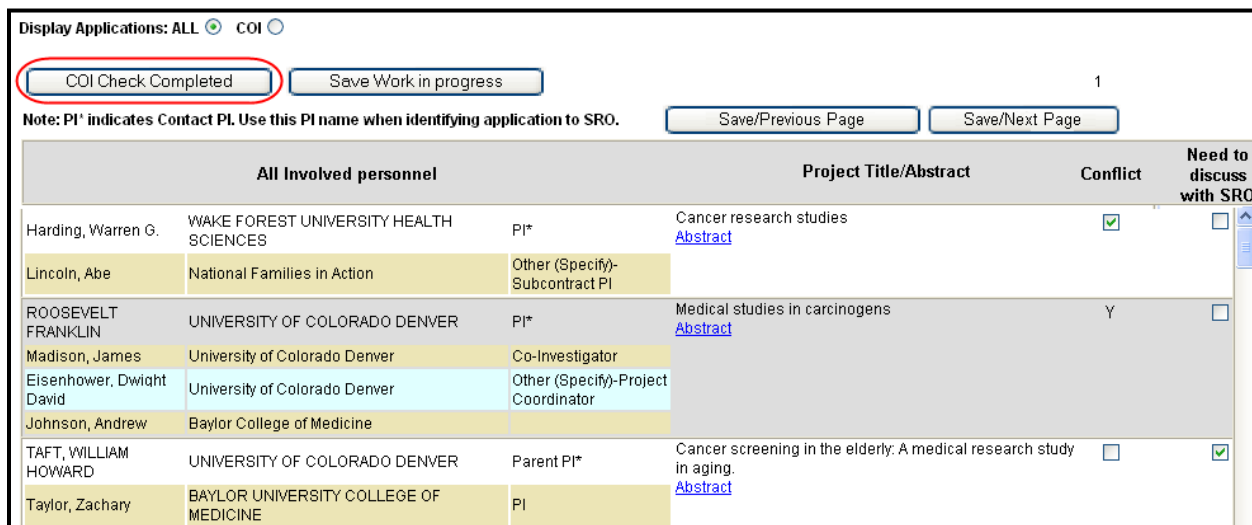 Display Applications: ALL COI
COI Check Completed Save Work in progress 1
Note: PI* indicates Contact PI. Use this PI name when identifying application to SRO. Save/Previous Page Save/Next Page
All Involved personnel Project Title/Abstract Conflict Need to discuss with SRO
Harding, Warren G. WAKE FOREST UNIVERSITY HEALTH SCIENCES PI* Cancer research studies
Abstract
Lincoln, Abe National Families in Action Other (Specify)-Subcontract PI
ROOSEVELT FRANKLIN UNIVERSITY OF COLORADO DENVER PI* Medical studies in carcinogens Y
Abstract
Madison, James University of Colorado Denver Co-Investigator
Eisenhower, Dwight David University of Colorado Denver Other (Specify)-Project Coordinator
Johnson, Andrew Baylor College of Medicine
TAFT, WILLIAM HOWARD UNIVERSITY OF COLORADO DENVER Parent PI* Cancer screening in the elderly: A medical research study in aging.
Abstract
Taylor, Zachary BAYLOR UNIVERSITY COLLEGE OF MEDICINE PI